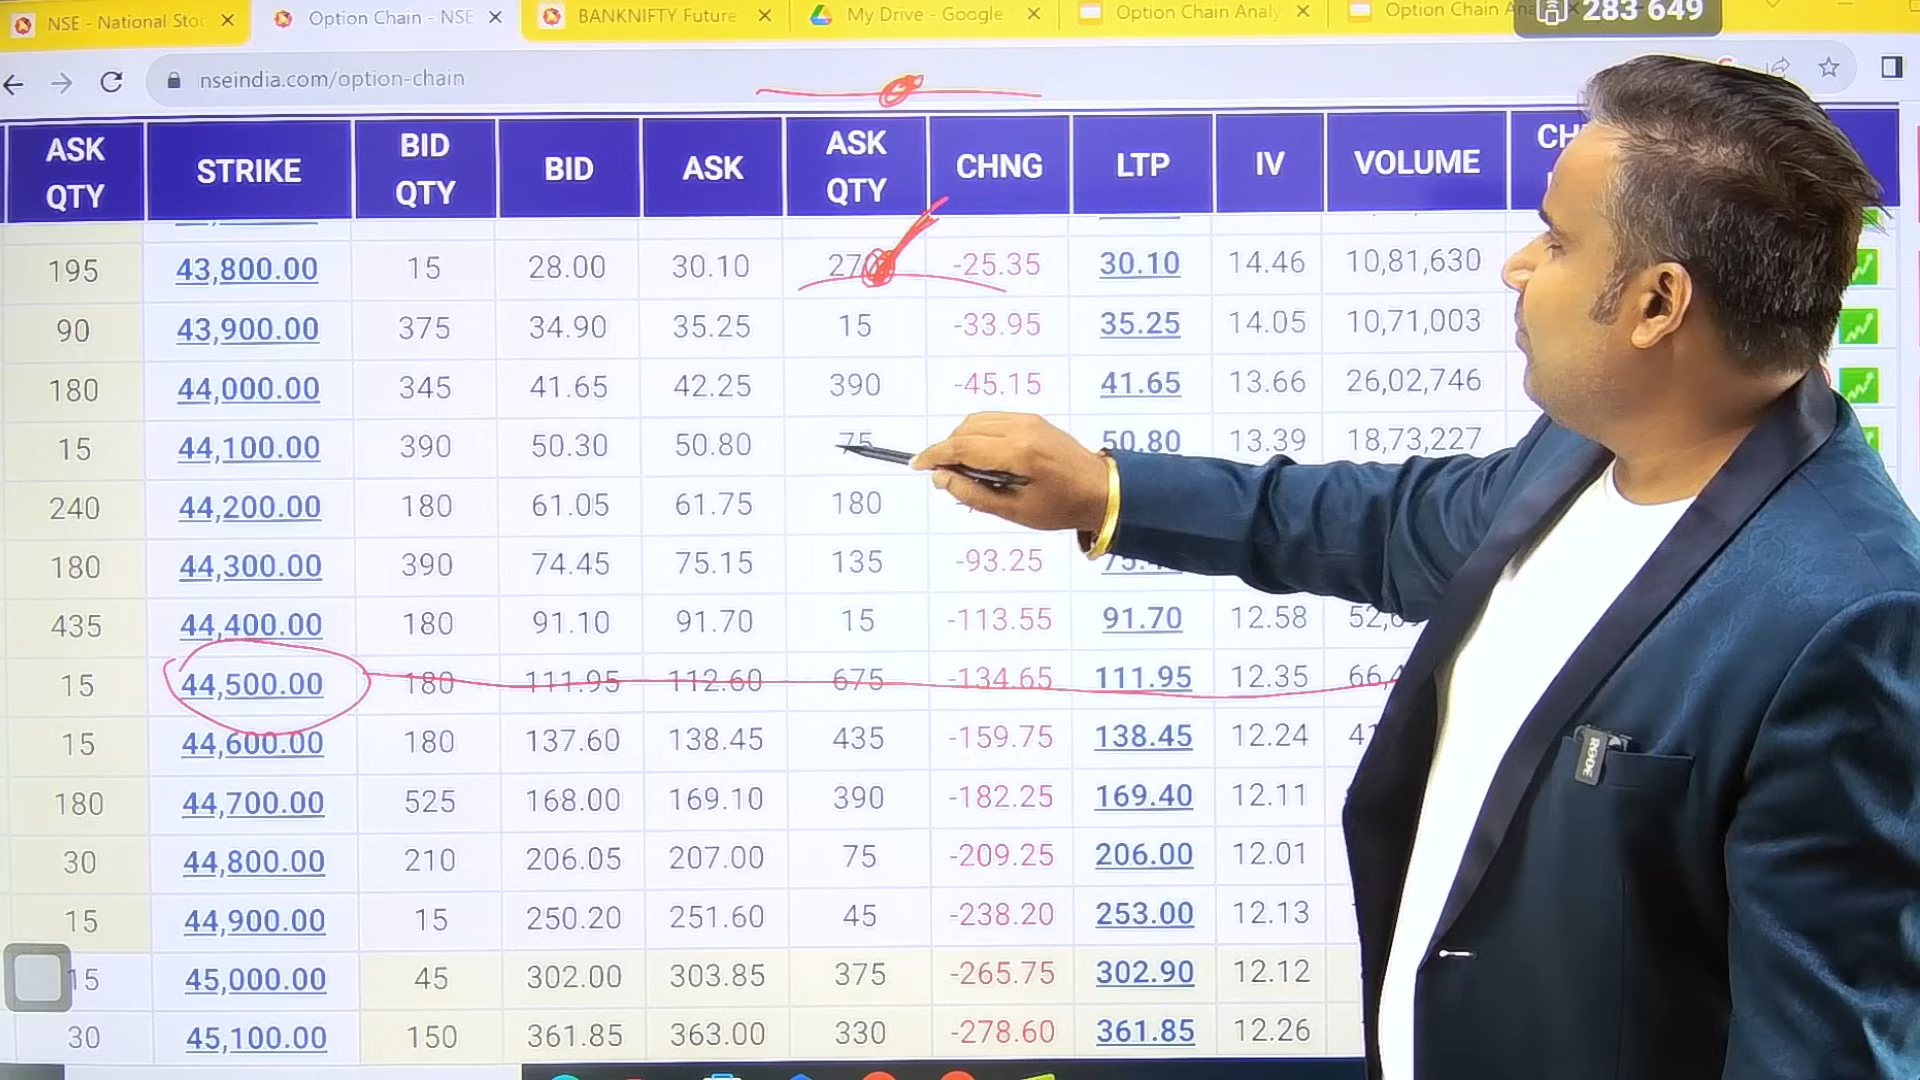 NSE - National Stoc × Option Chain - NSE × BANKNIFTY Future × My Drive - Google × Option Chain Analy × Option Chain Ana
283 649
nseindia.com/option-chain
ASK QTY STRIKE BID QTY BID ASK ASK QTY CHNG LTP IV VOLUME
195 43,800.00 15 28.00 30.10 -25.35 30.10 14.46 10,81,630
90 43,900.00 375 34.90 35.25 15 -33.95 35.25 14.05 10,71,003
180 44,000.00 345 41.65 42.25 390 -45.15 41.65 13.66 26,02,746
15 44,100.00 390 50.30 50.80 75 50.80 13.39 18,73,227
240 44,200.00 180 61.05 61.75 180
180 44,300.00 390 74.45 75.15 135 -93.25
435 44,400.00 180 91.10 91.70 15 -113.55 91.70 12.58
15 44,500.00 180 111.95 112.60 675 -134.65 111.95 12.35
15 44,600.00 180 137.60 138.45 435 -159.75 138.45 12.24
180 44,700.00 525 168.00 169.10 390 -182.25 169.40 12.11
30 44,800.00 210 206.05 207.00 75 -209.25 206.00 12.01
15 44,900.00 15 250.20 251.60 45 -238.20 253.00 12.13
15 45,000.00 45 302.00 303.85 375 -265.75 302.90 12.12
30 45,100.00 150 361.85 363.00 330 -278.60 361.85 12.26
RODE